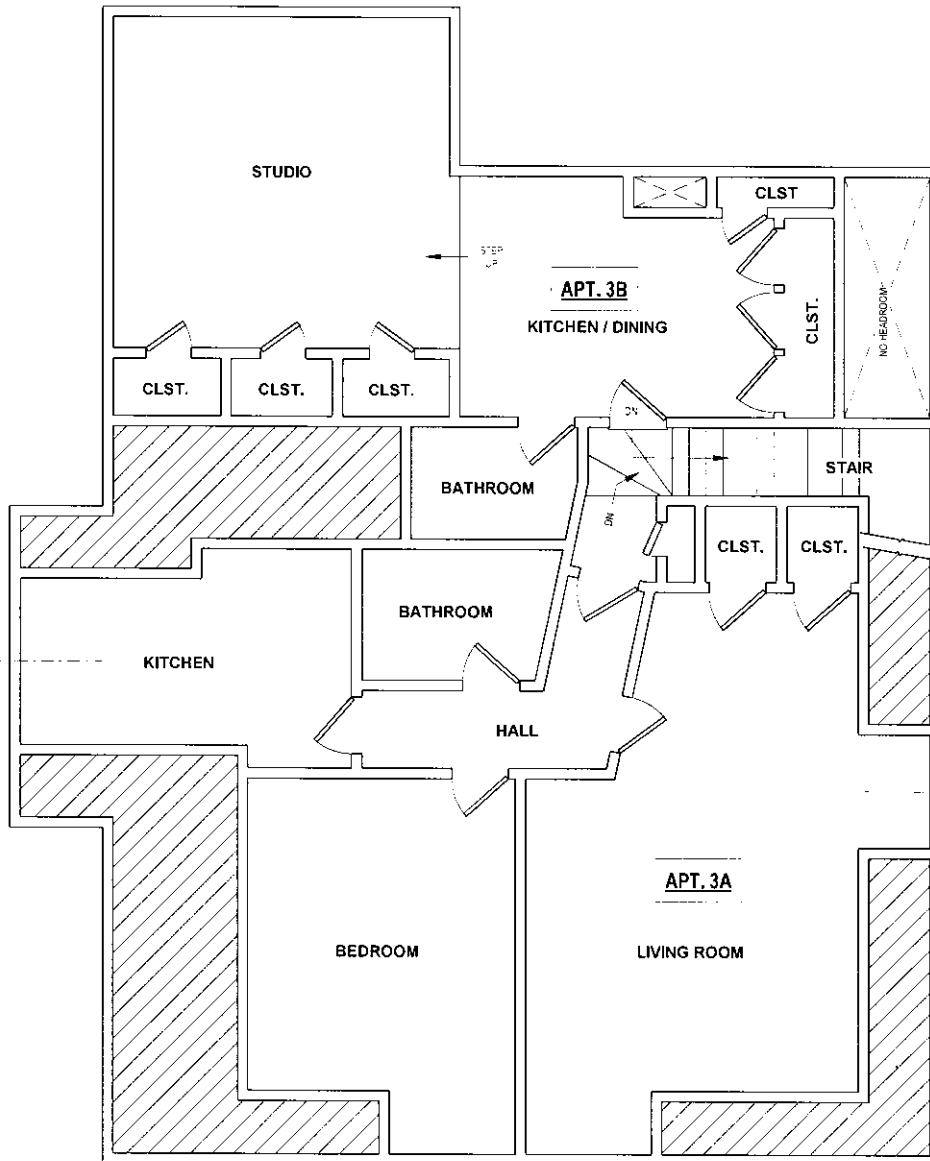 STUDIO
CLST
STEP
UP
APT. 3B
KITCHEN / DINING
CLST.
NO HEADROOM
CLST.
CLST.
CLST.
DN
BATHROOM
STAIR
DN
CLST.
CLST.
BATHROOM
KITCHEN
HALL
APT. 3A
BEDROOM
LIVING ROOM